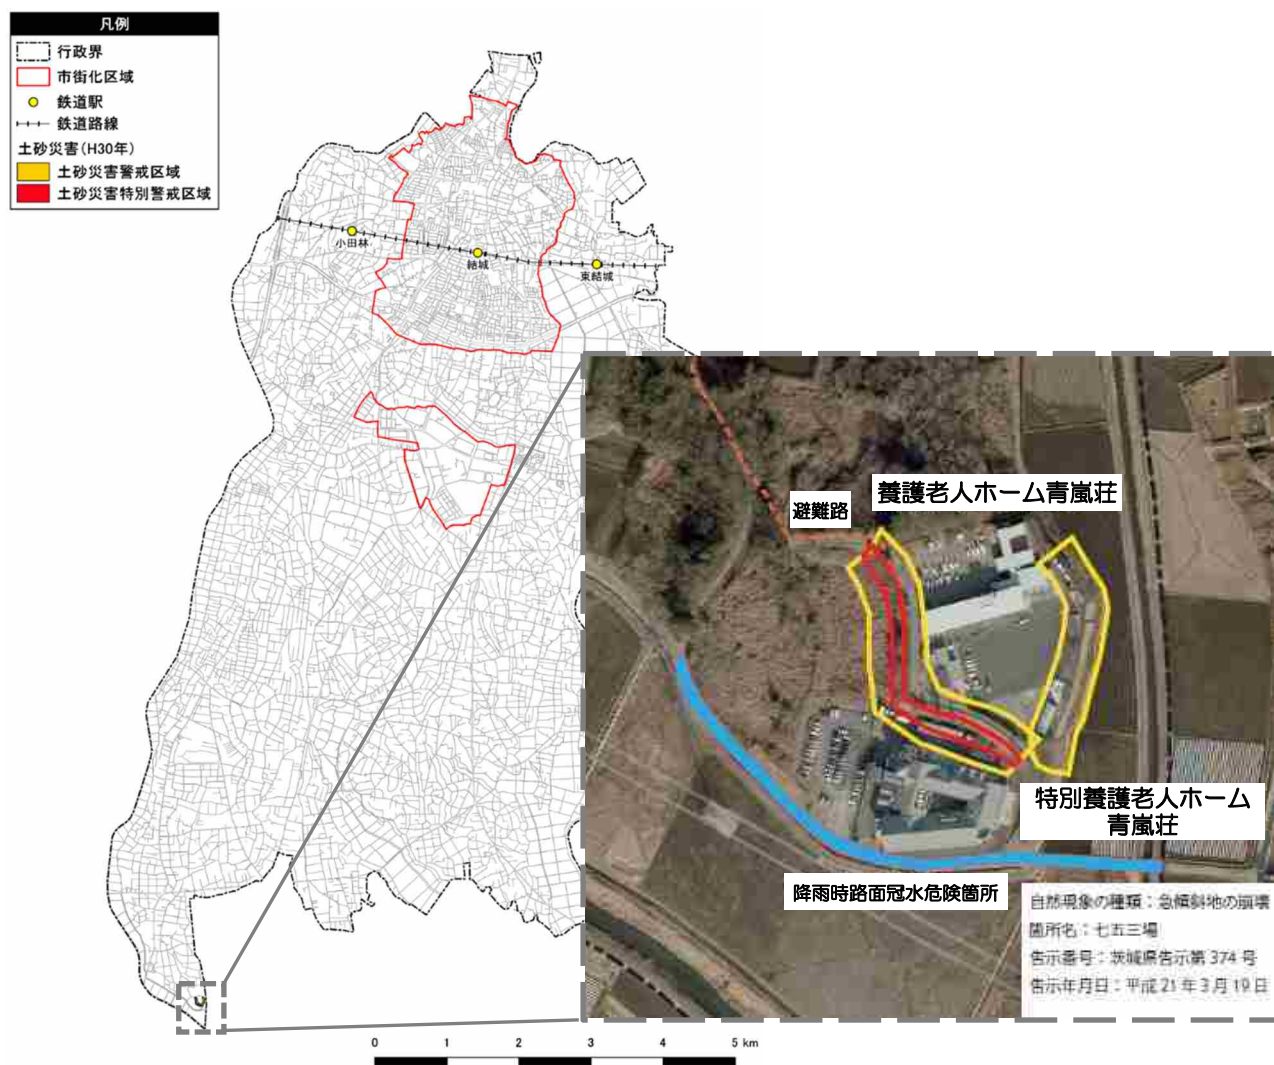 凡例
行政界
市街化区域
鉄道駅
鉄道路線
土砂災害(H30年)
土砂災害警戒区域
土砂災害特別警戒区域
小田林
結城
東結城
養護老人ホーム青嵐荘
避難路
特別養護老人ホーム
青嵐荘
降雨時路面冠水危険箇所
自然現象の種類：急傾斜地の崩壊
箇所名：七五三場
告示番号：茨城県告示第 374 号
告示年月日：平成 21 年 3 月 19 日
0 1 2 3 4 5 km